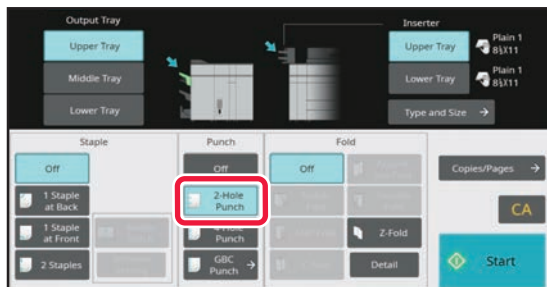 Output Tray
Inserter
Upper Tray
Upper Tray
Plain 1
8½X11
Middle Tray
Lower Tray
Plain 1
8½X11
Lower Tray
Type and Size →
Staple
Punch
Fold
Off
Off
Off
Copies/Pages →
1 Staple
at Back
2-Hole
Punch
CA
1 Staple
at Front
Punch
Z-Fold
2 Staples
GBC
Punch →
Detail
Start